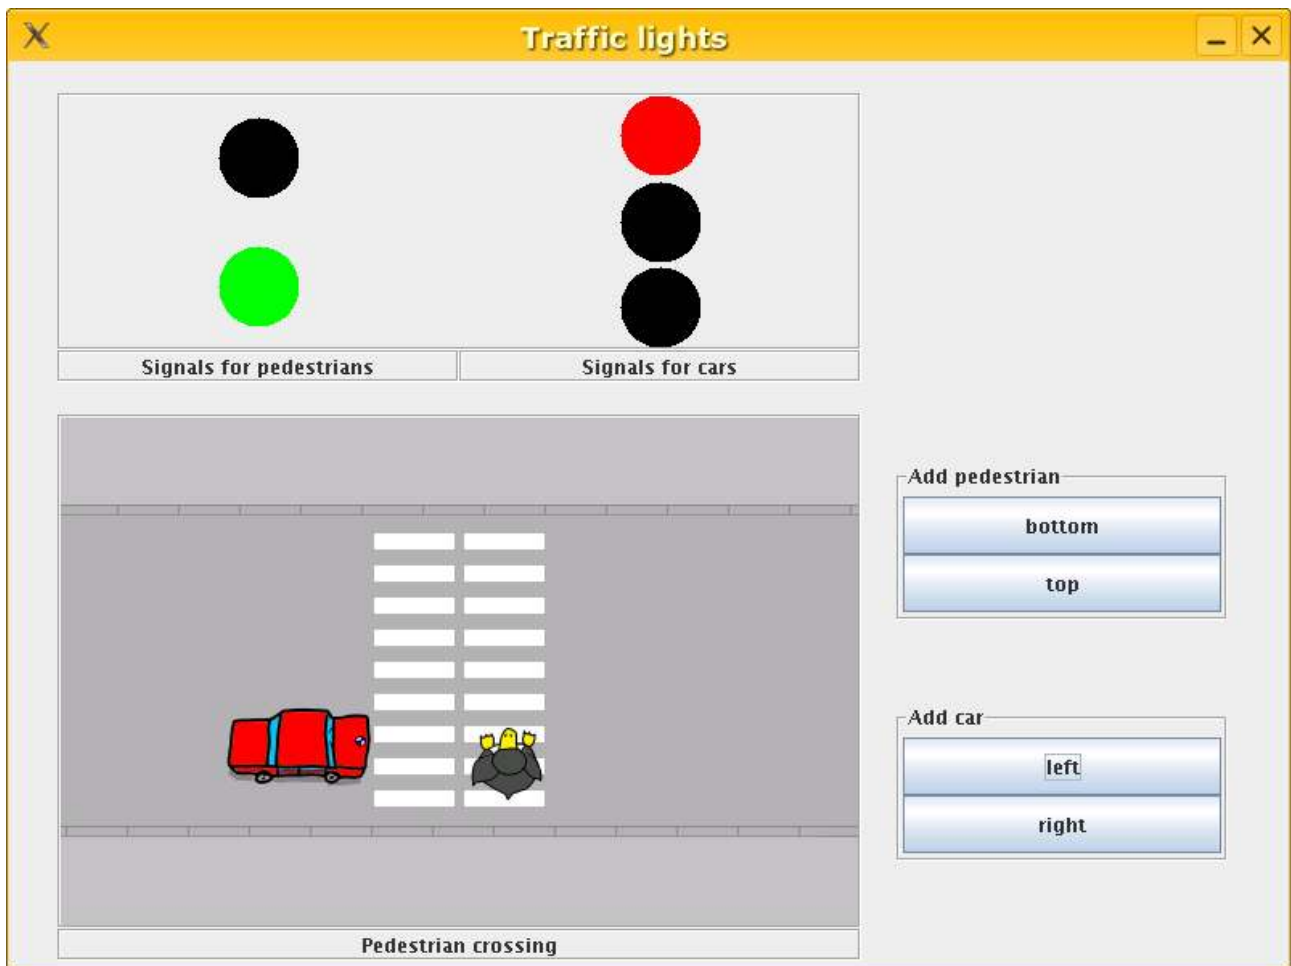 Traffic lights
Signals for pedestrians
Signals for cars
Add pedestrian
bottom
top
Add car
left
right
Pedestrian crossing